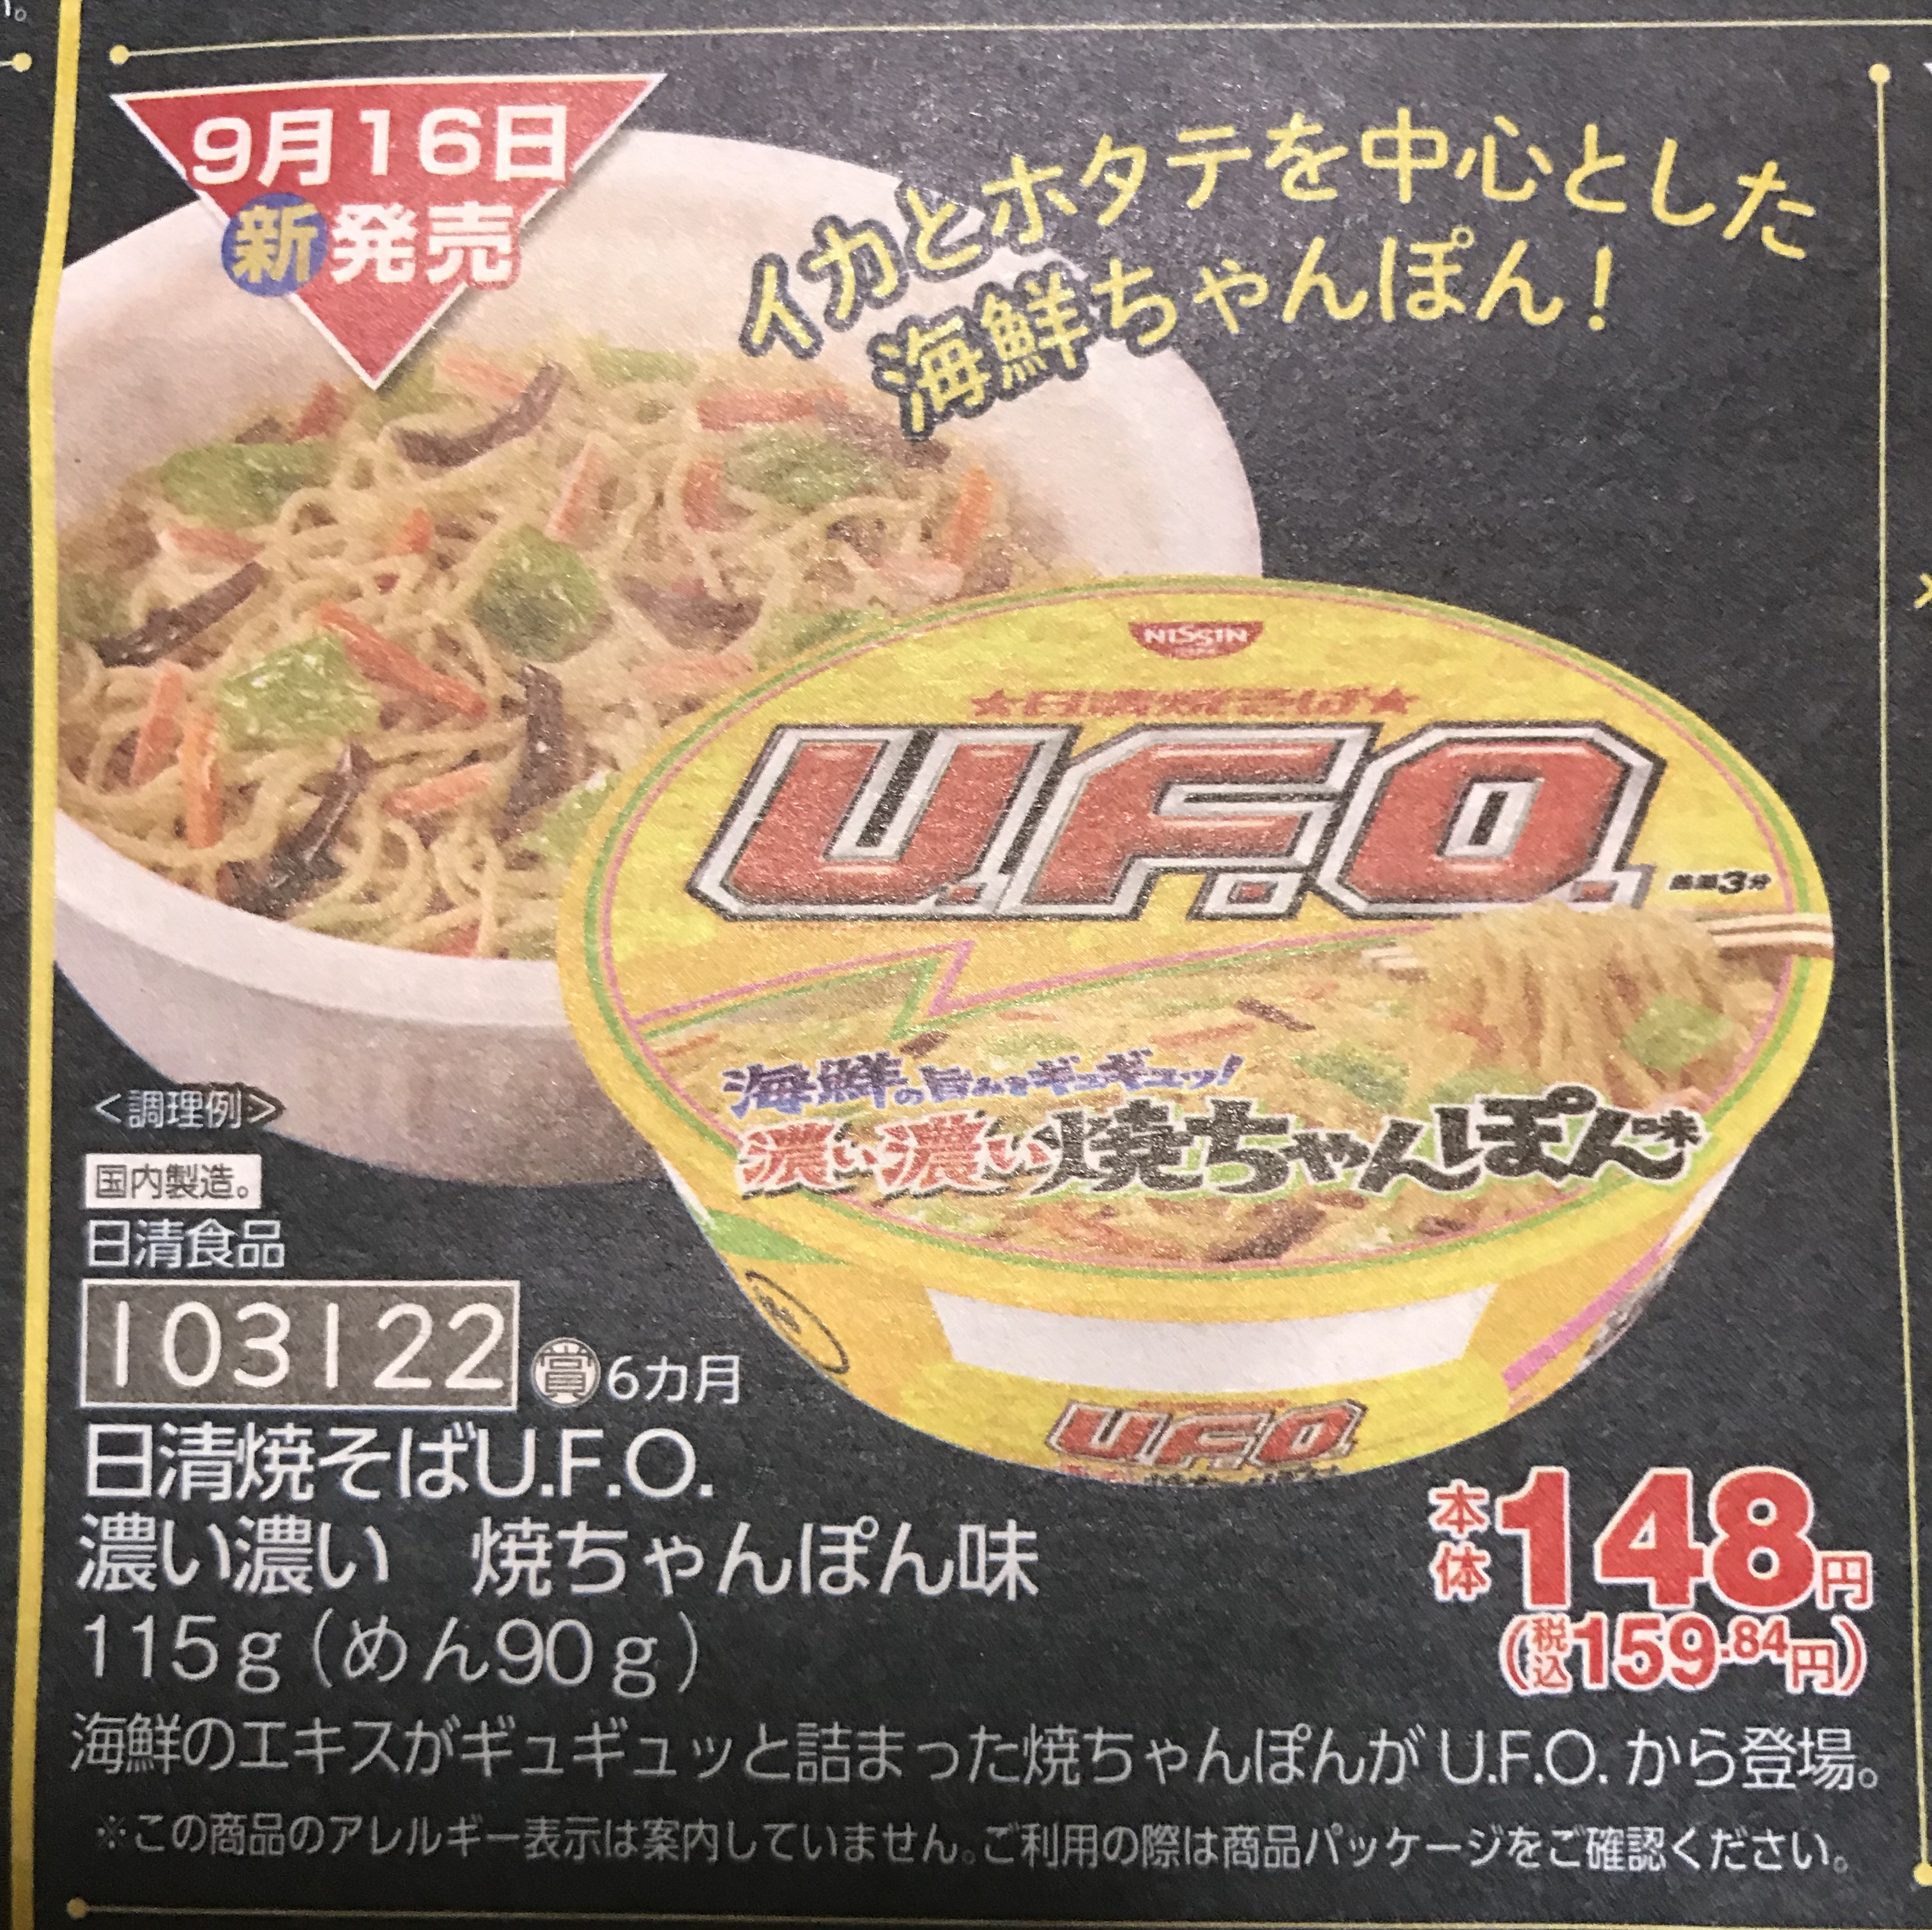 9月16日
新発売
イカとホタテを中心とした
海鮮ちゃんぽん！
NISSIN
★日清焼そば★
U.F.O.
熱湯3分
海鮮の旨みをギュギュッ！
濃い濃い焼ちゃんぽん味
U.F.O.
＜調理例＞
国内製造。
日清食品
103122 賞6カ月
日清焼そばU.F.O.
濃い濃い　焼ちゃんぽん味
115g（めん90g）
本体148円
（税込159.84円）
海鮮のエキスがギュギュッと詰まった焼ちゃんぽんがU.F.O.から登場。
※この商品のアレルギー表示は案内していません。ご利用の際は商品パッケージをご確認ください。